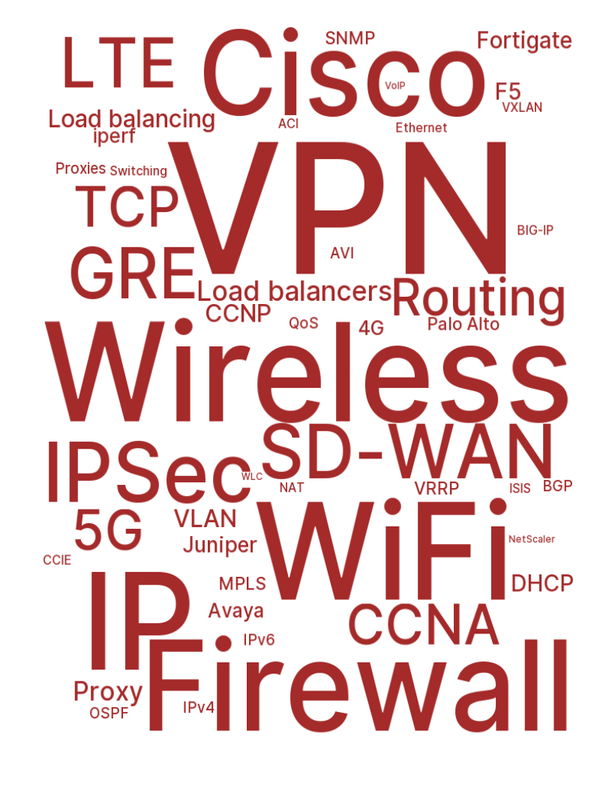 LTE
Cisco
SNMP
Fortigate
VoIP
F5
VXLAN
Load balancing
ACI
Ethernet
iperf
Proxies
Switching
VPN
TCP
BIG-IP
AVI
GRE
Load balancers
Routing
CCNP
QoS
4G
Palo Alto
Wireless
SD-WAN
IPSec
WLC
NAT
VRRP
ISIS
BGP
5G
VLAN
WiFi
Juniper
NetScaler
CCIE
MPLS
DHCP
IP
Avaya
CCNA
IPv6
Firewall
Proxy
OSPF
IPv4